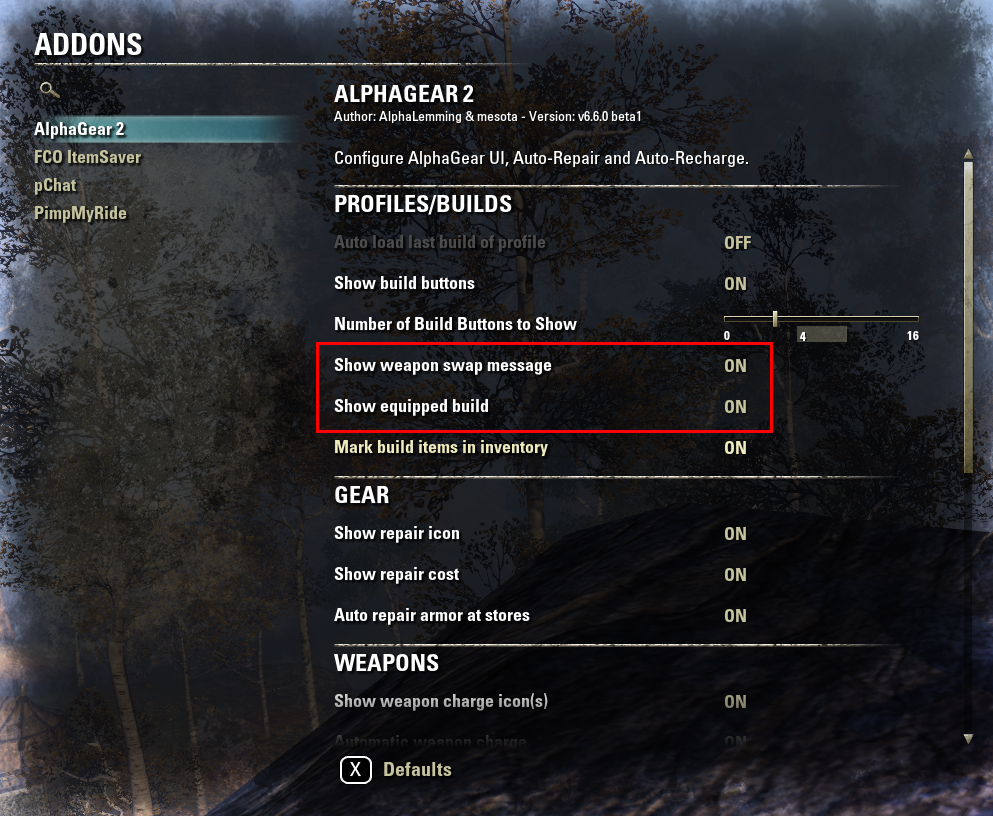 ADDONS
AlphaGear 2
FCO ItemSaver
pChat
PimpMyRide
ALPHAGEAR 2
Author: AlphaLemming & mesota - Version: v6.6.0 beta1
Configure AlphaGear UI, Auto-Repair and Auto-Recharge.
PROFILES/BUILDS
Auto load last build of profile OFF
Show build buttons ON
Number of Build Buttons to Show
0 4 16
Show weapon swap message ON
Show equipped build ON
Mark build items in inventory ON
GEAR
Show repair icon ON
Show repair cost ON
Auto repair armor at stores ON
WEAPONS
Show weapon charge icon(s) ON
Automatic weapon charge ON
X Defaults